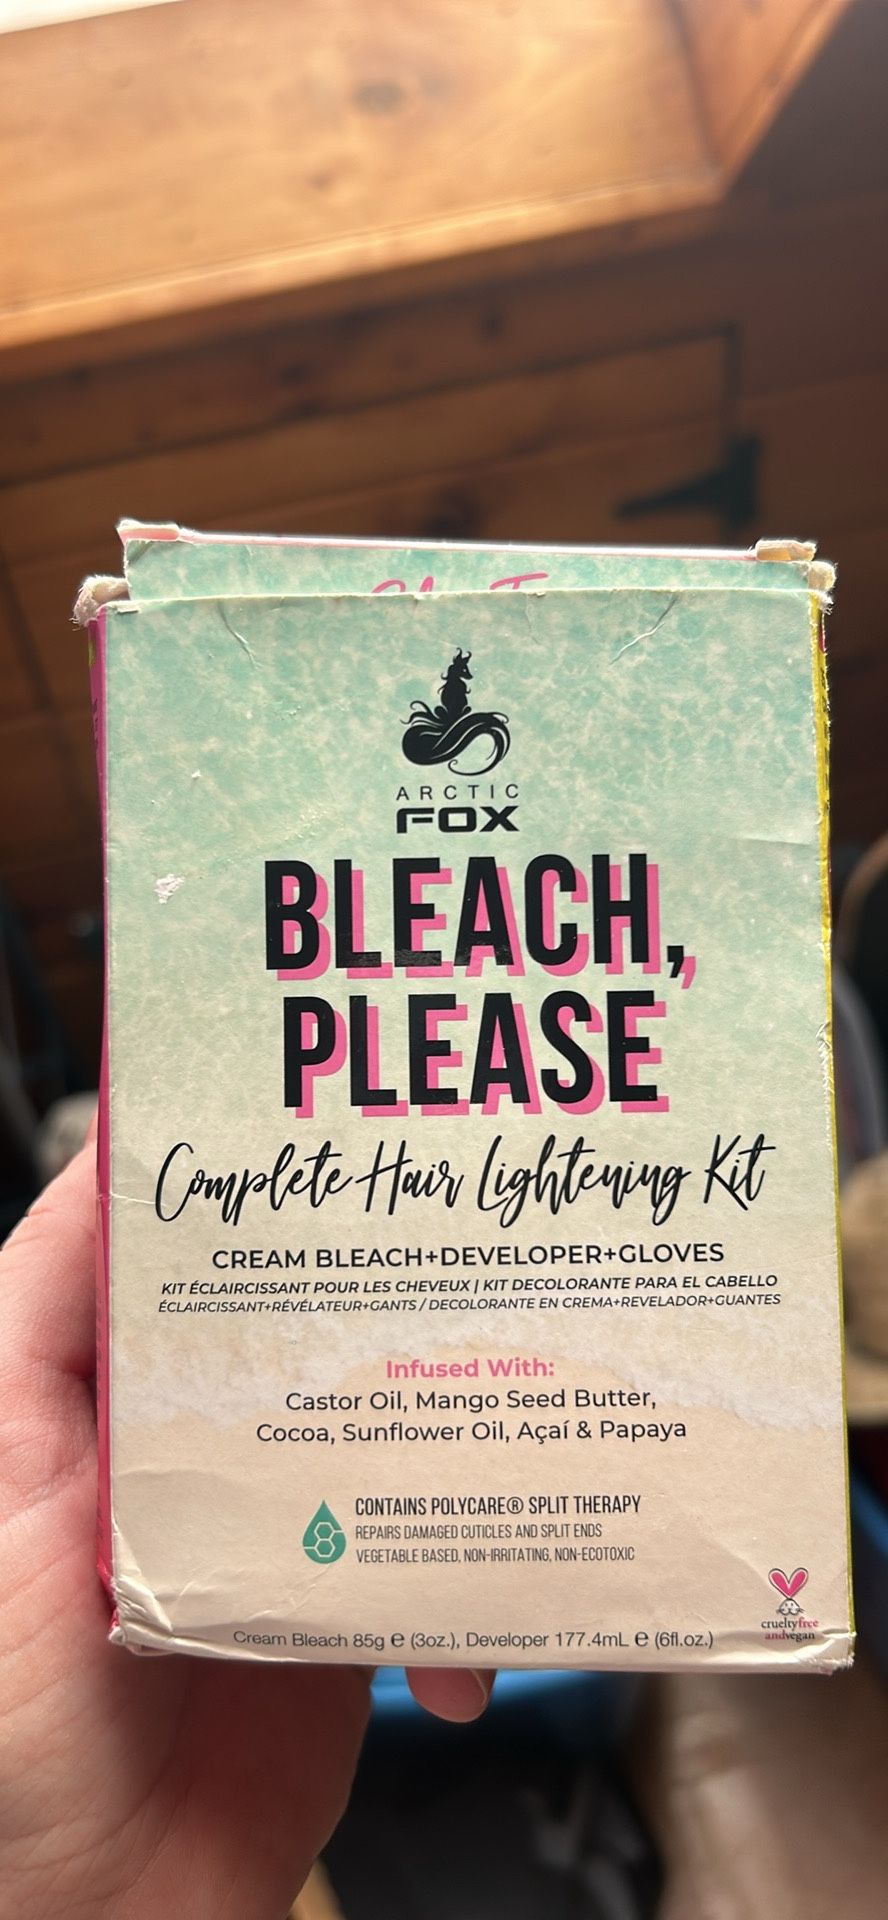 ARCTIC
FOX
BLEACH,
PLEASE
Complete Hair Lightening Kit
CREAM BLEACH+DEVELOPER+GLOVES
KIT ÉCLAIRCISSANT POUR LES CHEVEUX | KIT DECOLORANTE PARA EL CABELLO
ÉCLAIRCISSANT+RÉVÉLATEUR+GANTS / DECOLORANTE EN CREMA+REVELADOR+GUANTES
Infused With:
Castor Oil, Mango Seed Butter,
Cocoa, Sunflower Oil, Açaí & Papaya
CONTAINS POLYCARE® SPLIT THERAPY
REPAIRS DAMAGED CUTICLES AND SPLIT ENDS
VEGETABLE BASED, NON-IRRITATING, NON-ECOTOXIC
Cream Bleach 85g ℮ (3oz.), Developer 177.4mL ℮ (6fl.oz.)
crueltyfree
andvegan